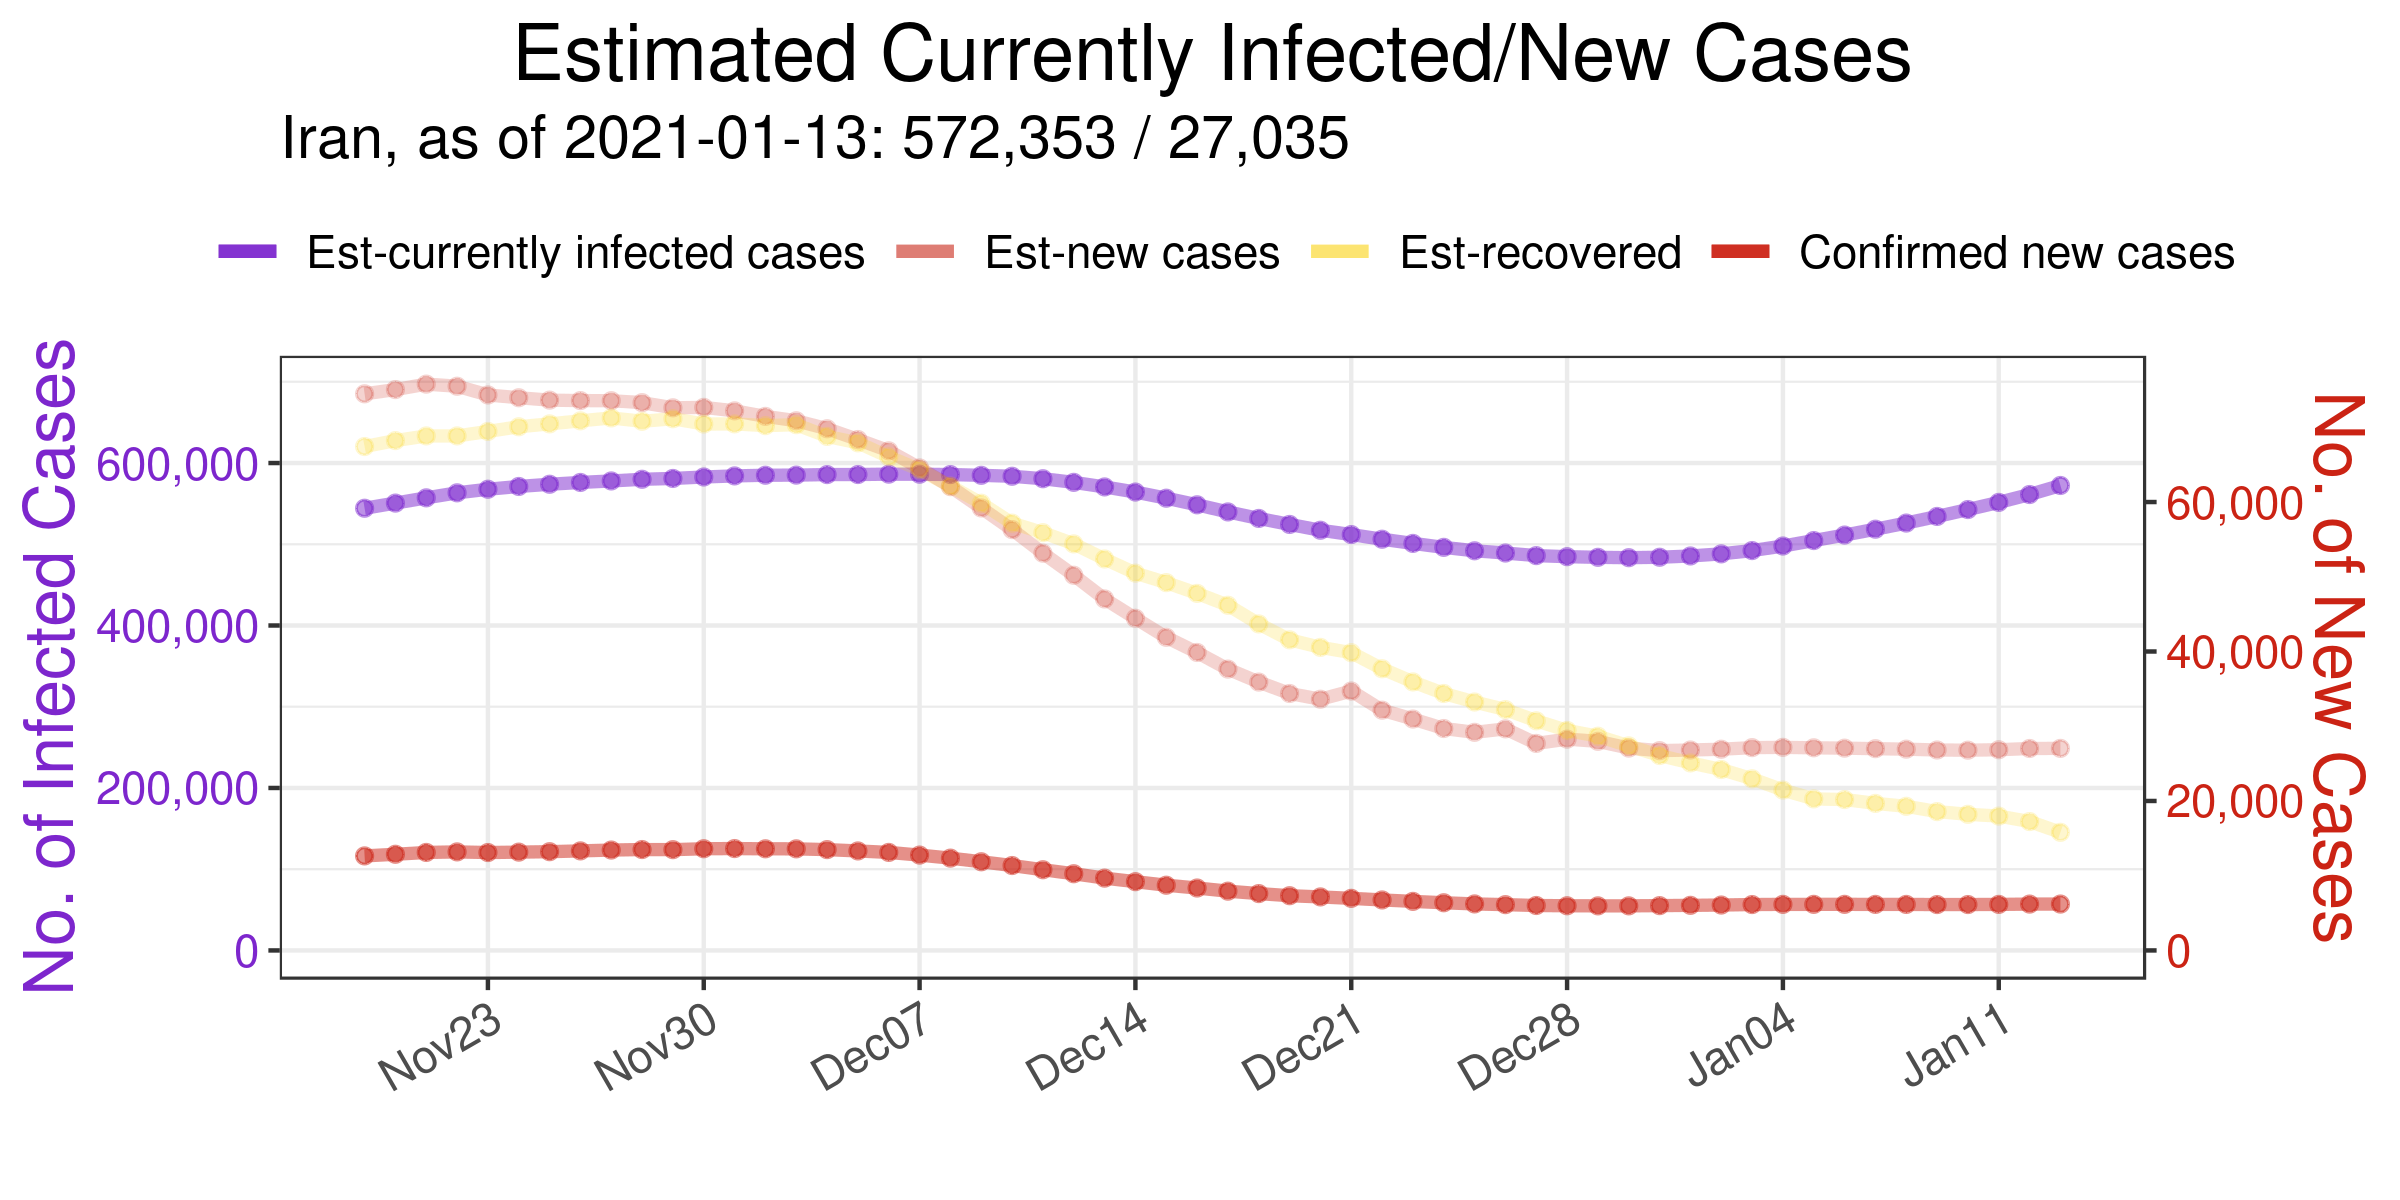 Estimated Currently Infected/New Cases
Iran, as of 2021-01-13: 572,353 / 27,035
Est-currently infected cases Est-new cases Est-recovered Confirmed new cases
No. of Infected Cases
600,000
400,000
200,000
0
60,000
40,000
20,000
0
No. of New Cases
Nov23 Nov30 Dec07 Dec14 Dec21 Dec28 Jan04 Jan11